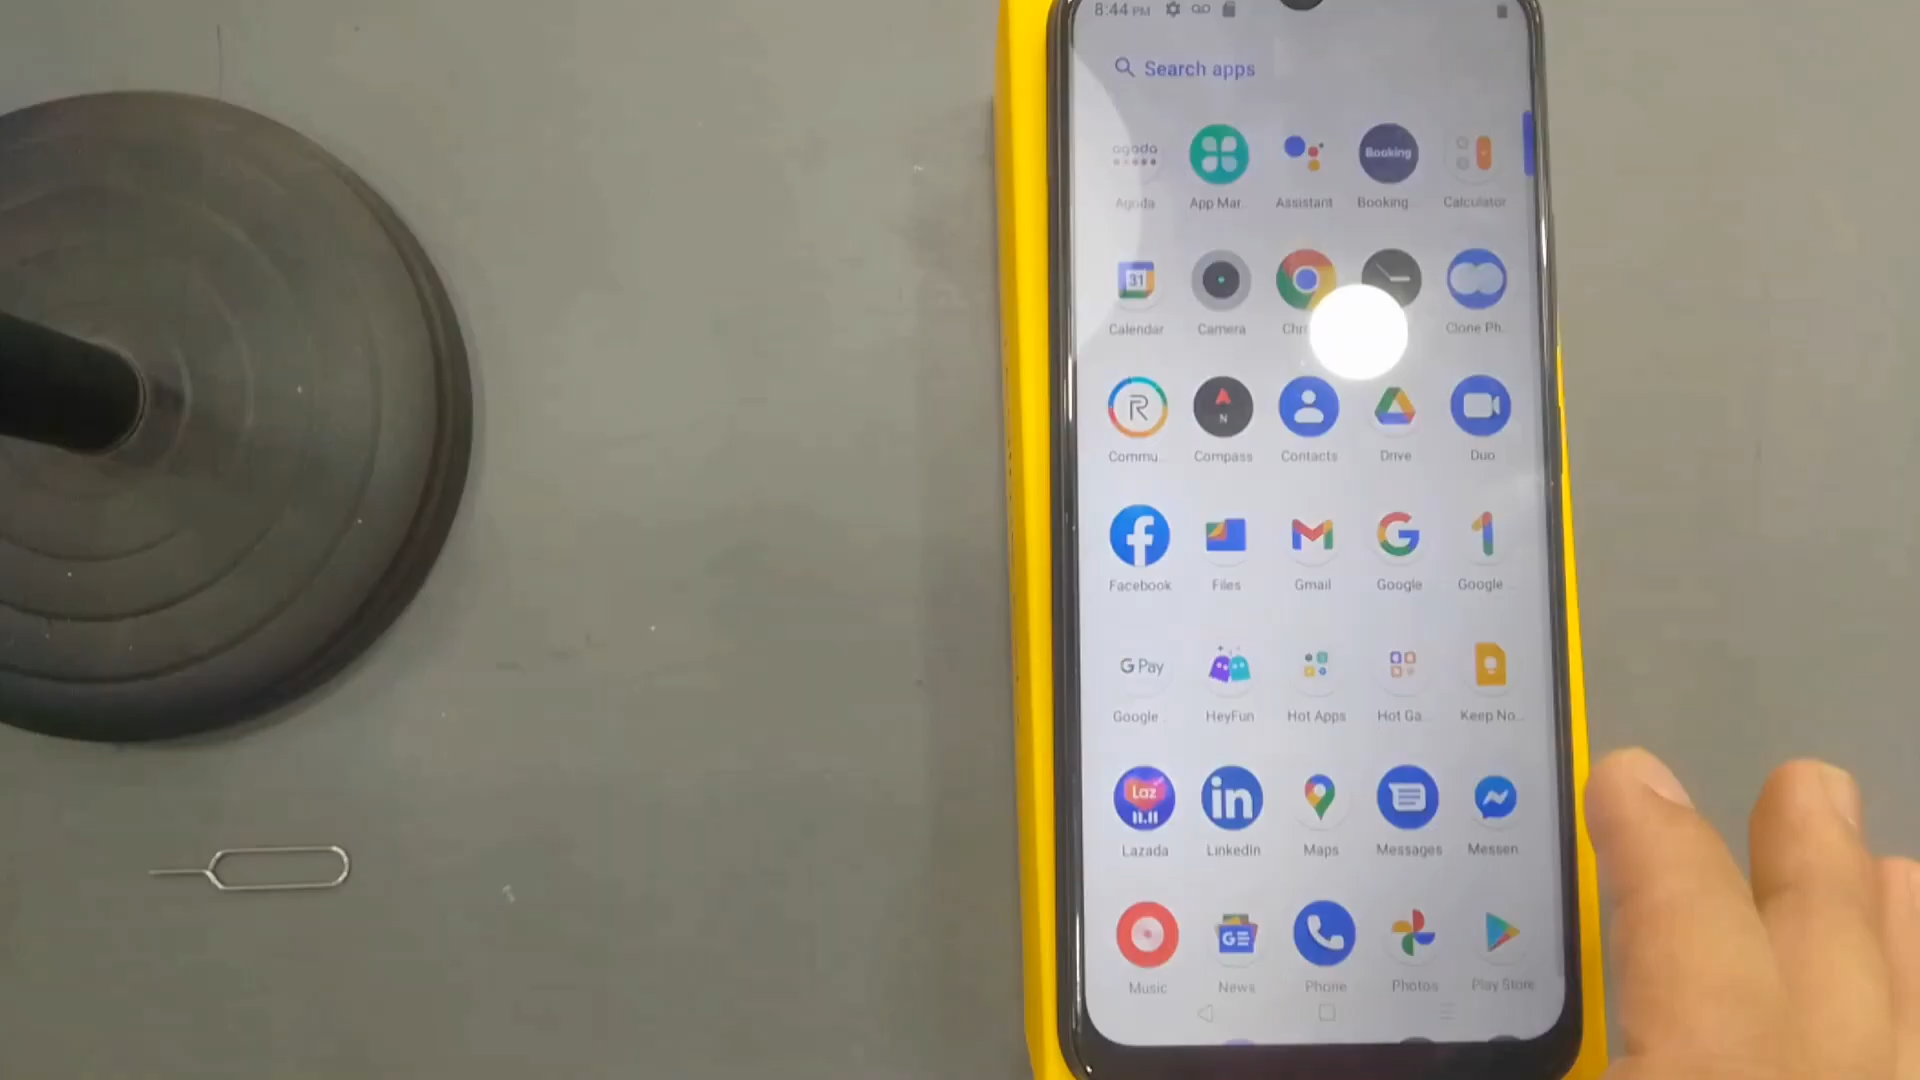 8:44 PM
Search apps
agoda
Booking
Agoda App Mar.. Assistant Booking.. Calculator
31
Calendar Camera Clone Ph..
R
N
Commu.. Compass Contacts Drive Duo
Facebook Files Gmail Google Google ..
G Pay
Google .. HeyFun Hot Apps Hot Ga.. Keep No..
Laz
11.11
in
Lazada LinkedIn Maps Messages Messen..
GE
Music News Phone Photos Play Store